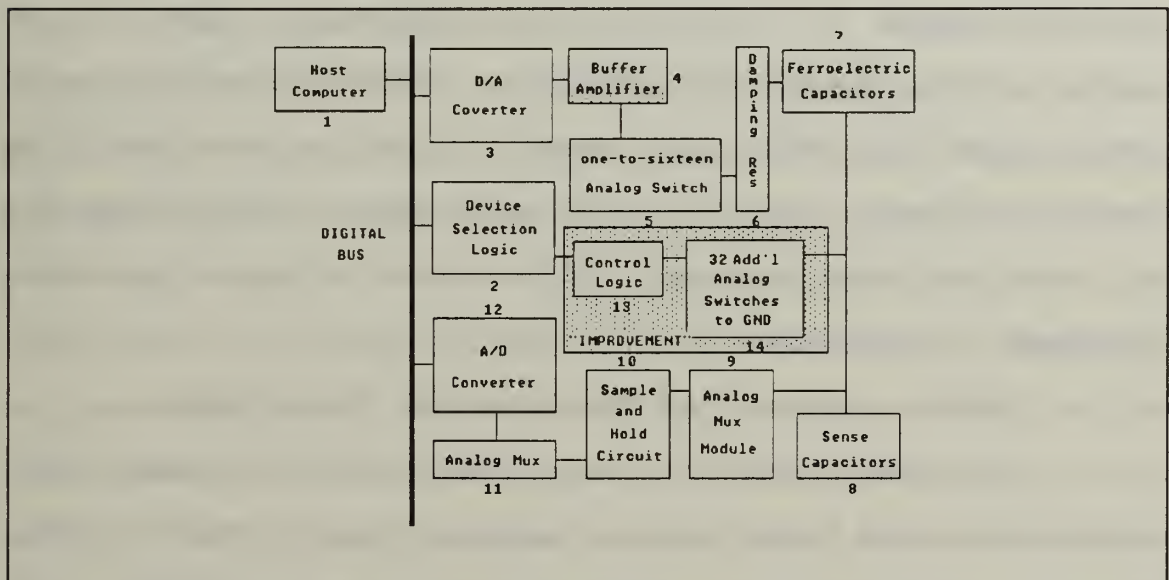 Host
Computer
1
D/A
Coverter
3
Buffer
Amplifier
4
one-to-sixteen
Analog Switch
5
Damping Res
6
7
Ferroelectric
Capacitors
DIGITAL
BUS
Device
Selection
Logic
2
Control
Logic
13
32 Add'l
Analog
Switches
to GND
14
IMPROVEMENT
12
A/D
Converter
10
Sample
and
Hold
Circuit
9
Analog
Mux
Module
Sense
Capacitors
8
Analog Mux
11